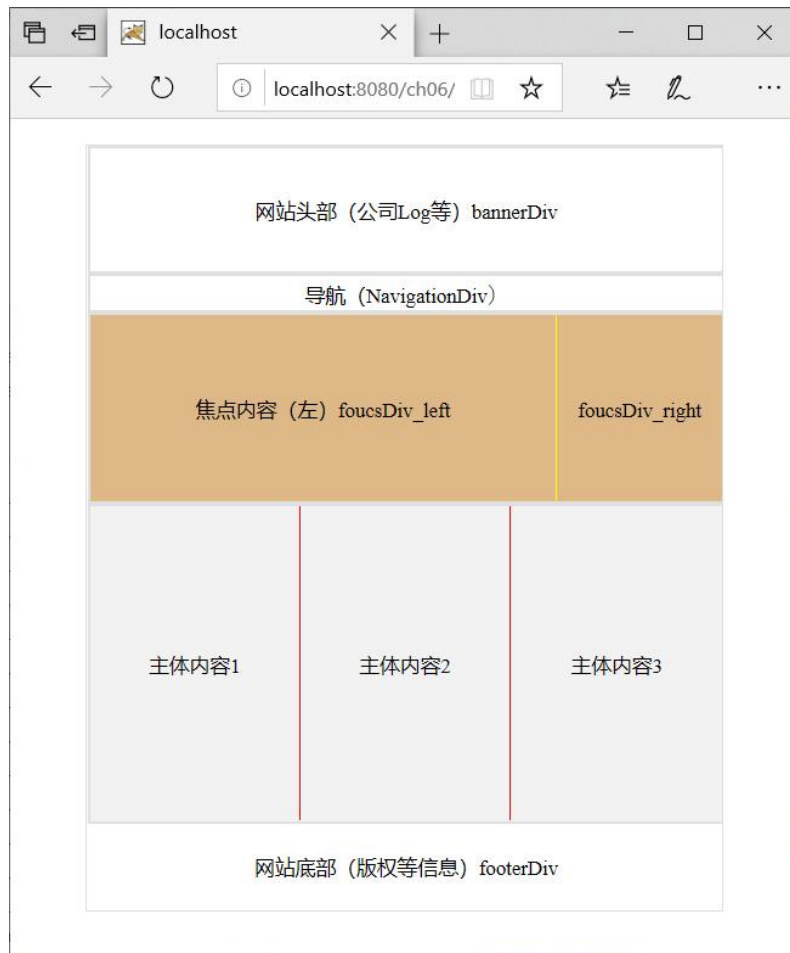 localhost
localhost:8080/ch06/
网站头部（公司Log等）bannerDiv
导航（NavigationDiv）
焦点内容（左）foucsDiv_left
foucsDiv_right
主体内容1
主体内容2
主体内容3
网站底部（版权等信息）footerDiv